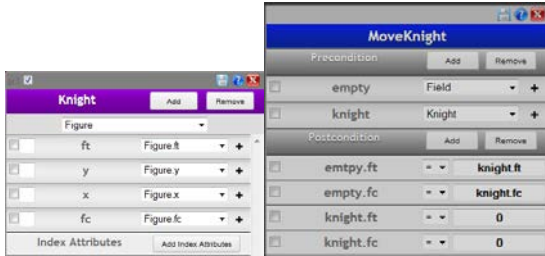 Knight Add Remove
Figure
ft Figure.ft +
y Figure.y +
x Figure.x +
fc Figure.fc +
Index Attributes Add Index Attributes
MoveKnight
Precondition Add Remove
empty Field +
knight Knight +
Postcondition Add Remove
emtpy.ft = knight.ft
empty.fc = knight.fc
knight.ft = 0
knight.fc = 0